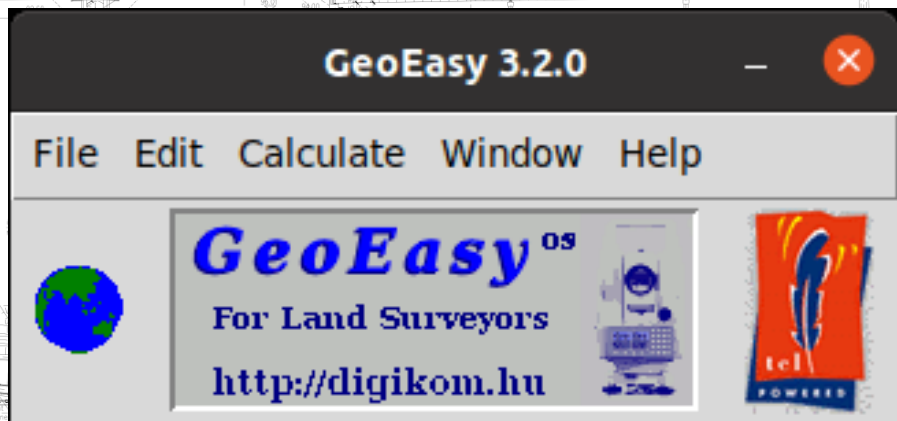 GeoEasy 3.2.0
File Edit Calculate Window Help
GeoEasy os
For Land Surveyors
http://digikom.hu
tcl
POWERED